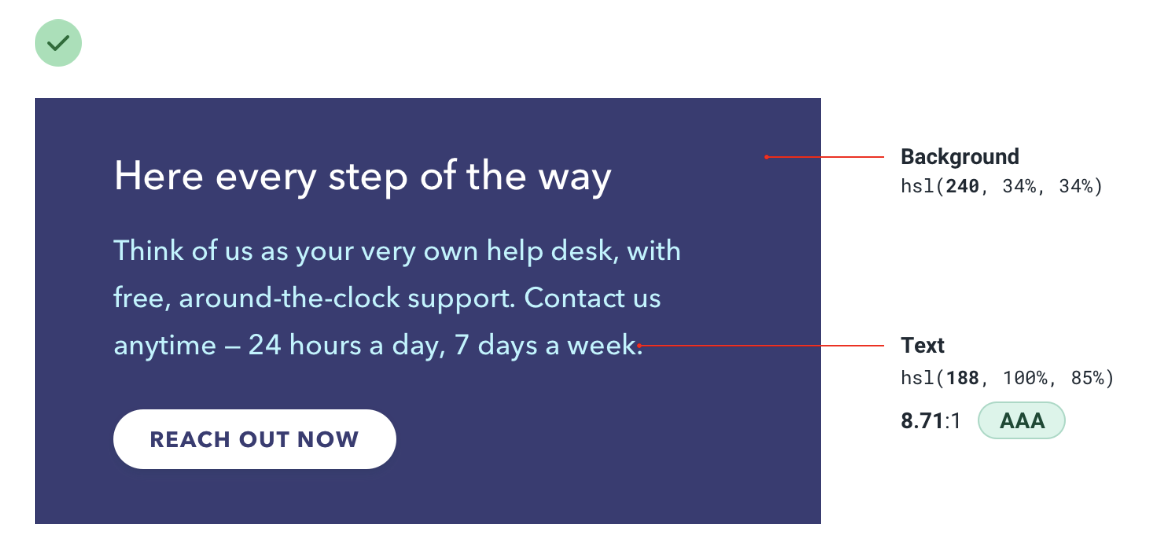 Here every step of the way
Think of us as your very own help desk, with
free, around-the-clock support. Contact us
anytime – 24 hours a day, 7 days a week.
REACH OUT NOW
Background
hsl(240, 34%, 34%)
Text
hsl(188, 100%, 85%)
8.71:1 AAA